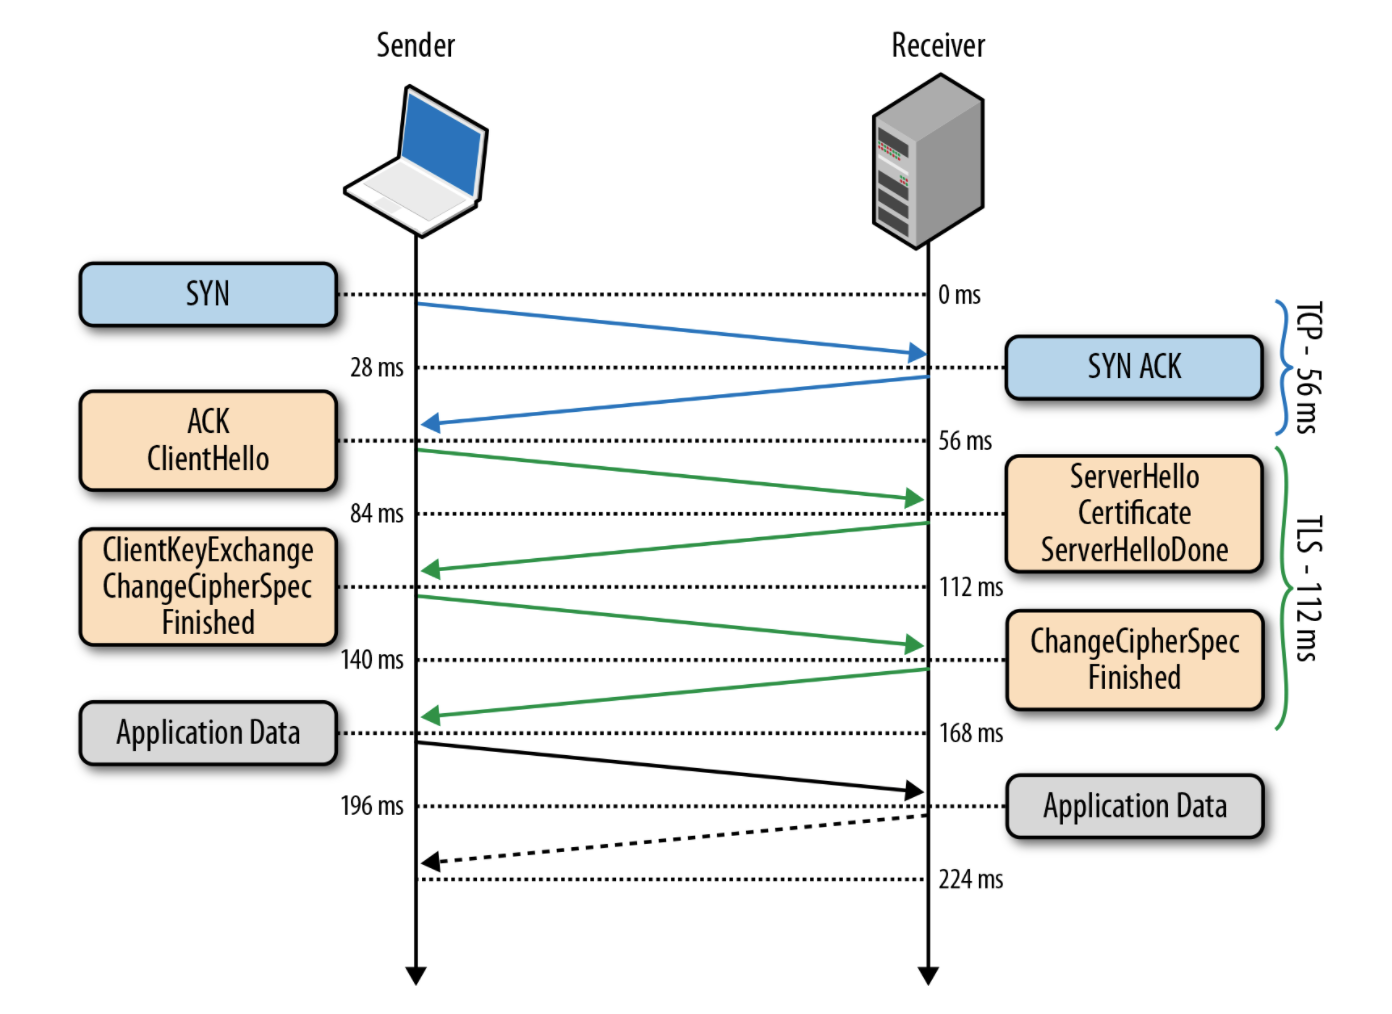 Sender
Receiver
SYN
0 ms
28 ms
SYN ACK
TCP - 56 ms
ACK
ClientHello
56 ms
84 ms
ServerHello
Certificate
ServerHelloDone
ClientKeyExchange
ChangeCipherSpec
Finished
112 ms
TLS - 112 ms
140 ms
ChangeCipherSpec
Finished
Application Data
168 ms
196 ms
Application Data
224 ms